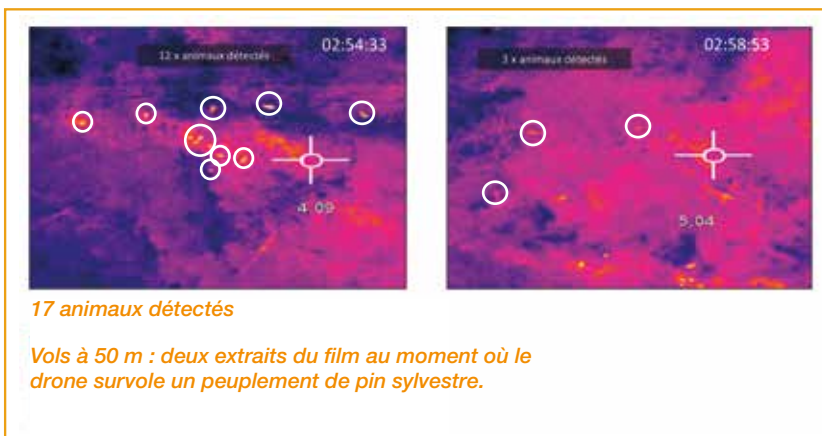 12 x animaux détectés
02:54:33
4.09
3 x animaux détectés
02:58:53
5,04
17 animaux détectés
Vols à 50 m : deux extraits du film au moment où le
drone survole un peuplement de pin sylvestre.